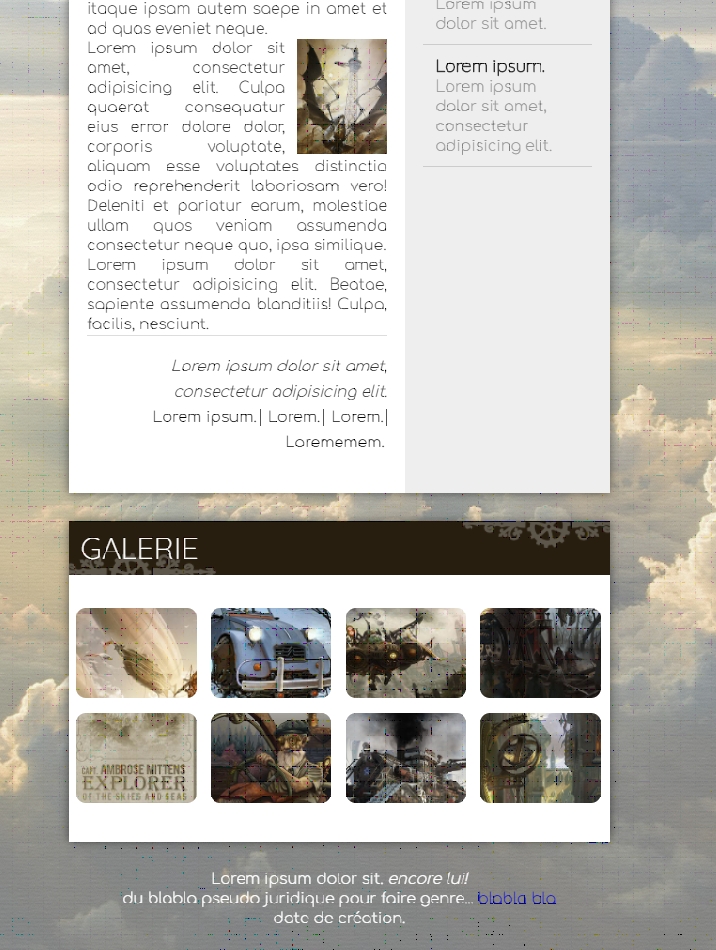 itaque ipsam autem saepe in amet et
ad quas eveniet neque.
Lorem ipsum dolor sit
amet, consectetur
adipisicing elit. Culpa
quaerat consequatur
eius error dolore dolor,
corporis voluptate,
aliquam esse voluptates distinctio
odio reprehenderit laboriosam vero!
Deleniti et pariatur earum, molestiae
ullam quos veniam assumenda
consectetur neque quo, ipsa similique.
Lorem ipsum dolor sit amet,
consectetur adipisicing elit. Beatae,
sapiente assumenda blanditiis! Culpa,
facilis, nesciunt.
Lorem ipsum dolor sit amet,
consectetur adipisicing elit.
Lorem ipsum.| Lorem.| Lorem.|
Loremem​em.
Lorem ipsum
dolor sit amet.
Lorem ipsum.
Lorem ipsum
dolor sit amet,
consectetur
adipisicing elit.
GALERIE
CAPT. AMBROSE MITTENS
EXPLORER
OF THE SKIES AND SEAS
Lorem ipsum dolor sit. encore lui!
du blabla pseudo juridique pour faire genre... blabla bla
date de création.